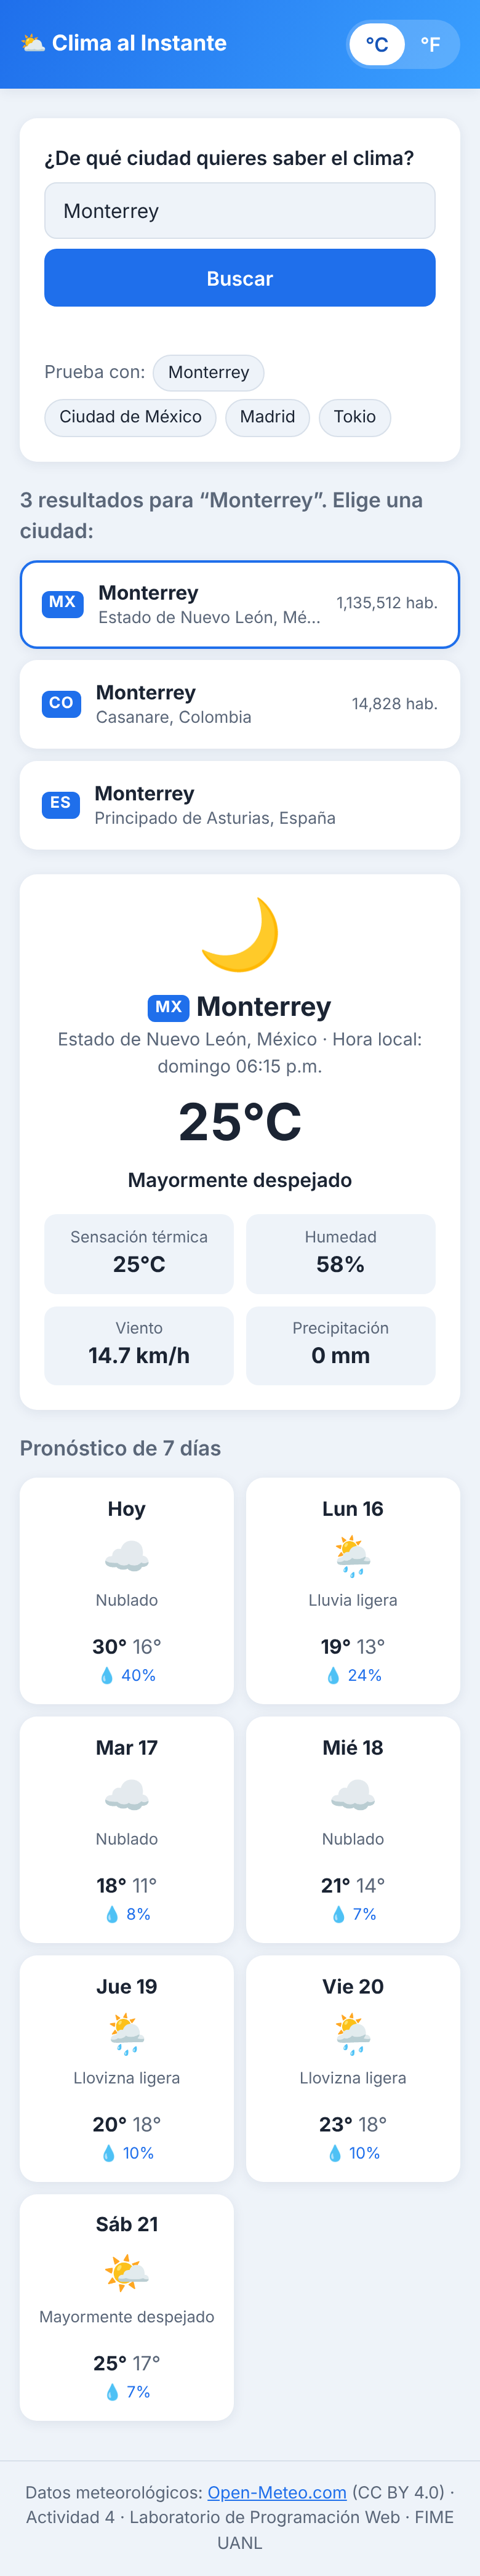 Clima al Instante
°C °F
¿De qué ciudad quieres saber el clima?
Monterrey
Buscar
Prueba con: Monterrey
Ciudad de México Madrid Tokio
3 resultados para “Monterrey”. Elige una
ciudad:
MX Monterrey 1,135,512 hab.
Estado de Nuevo León, Mé...
CO Monterrey 14,828 hab.
Casanare, Colombia
ES Monterrey
Principado de Asturias, España
MX Monterrey
Estado de Nuevo León, México · Hora local:
domingo 06:15 p.m.
25°C
Mayormente despejado
Sensación térmica
25°C
Humedad
58%
Viento
14.7 km/h
Precipitación
0 mm
Pronóstico de 7 días
Hoy
Nublado
30° 16°
40%
Lun 16
Lluvia ligera
19° 13°
24%
Mar 17
Nublado
18° 11°
8%
Mié 18
Nublado
21° 14°
7%
Jue 19
Llovizna ligera
20° 18°
10%
Vie 20
Llovizna ligera
23° 18°
10%
Sáb 21
Mayormente despejado
25° 17°
7%
Datos meteorológicos: Open-Meteo.com (CC BY 4.0) ·
Actividad 4 · Laboratorio de Programación Web · FIME
UANL